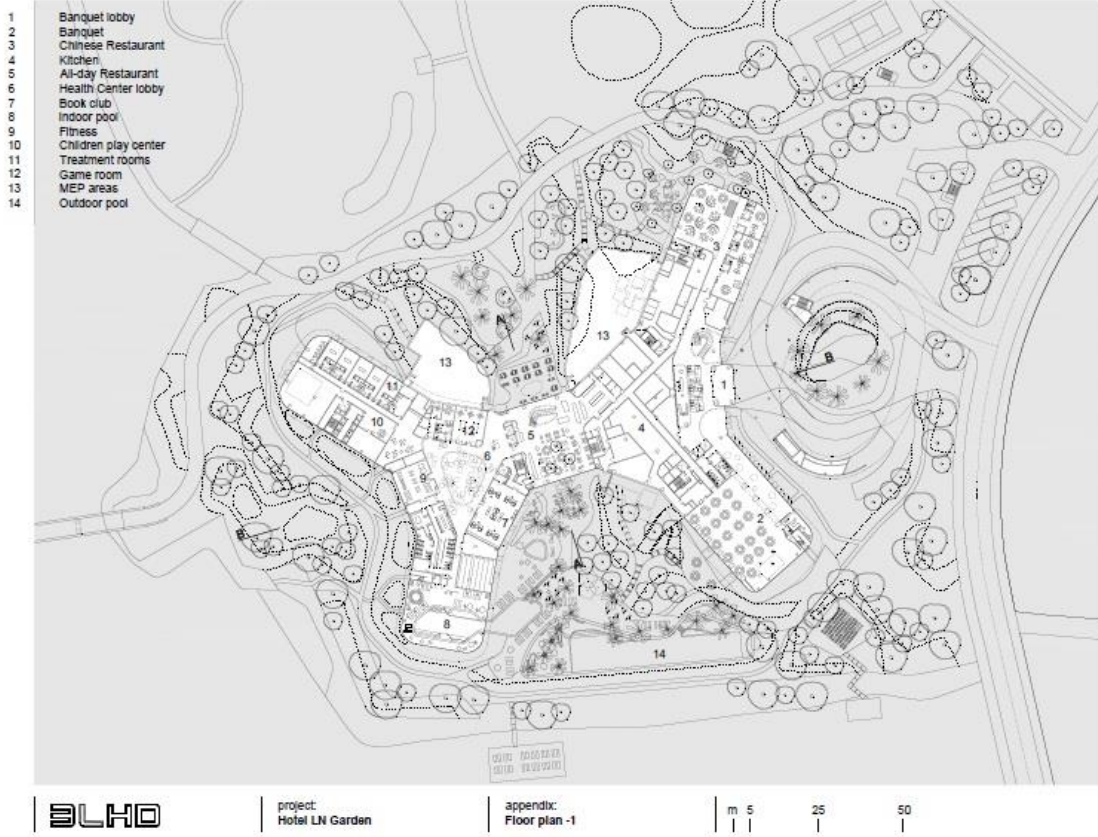 1 Banquet lobby
2 Banquet
3 Chinese Restaurant
4 Kitchen
5 All-day Restaurant
6 Health Center lobby
7 Book club
8 Indoor pool
9 Fitness
10 Children play center
11 Treatment rooms
12 Game room
13 MEP areas
14 Outdoor pool
3
A
13
B
1
13
11
12
10
5
4
6
9
7
2
B
A
8
14
3LHD
project:
Hotel LN Garden
appendix:
Floor plan -1
m 5 25 50